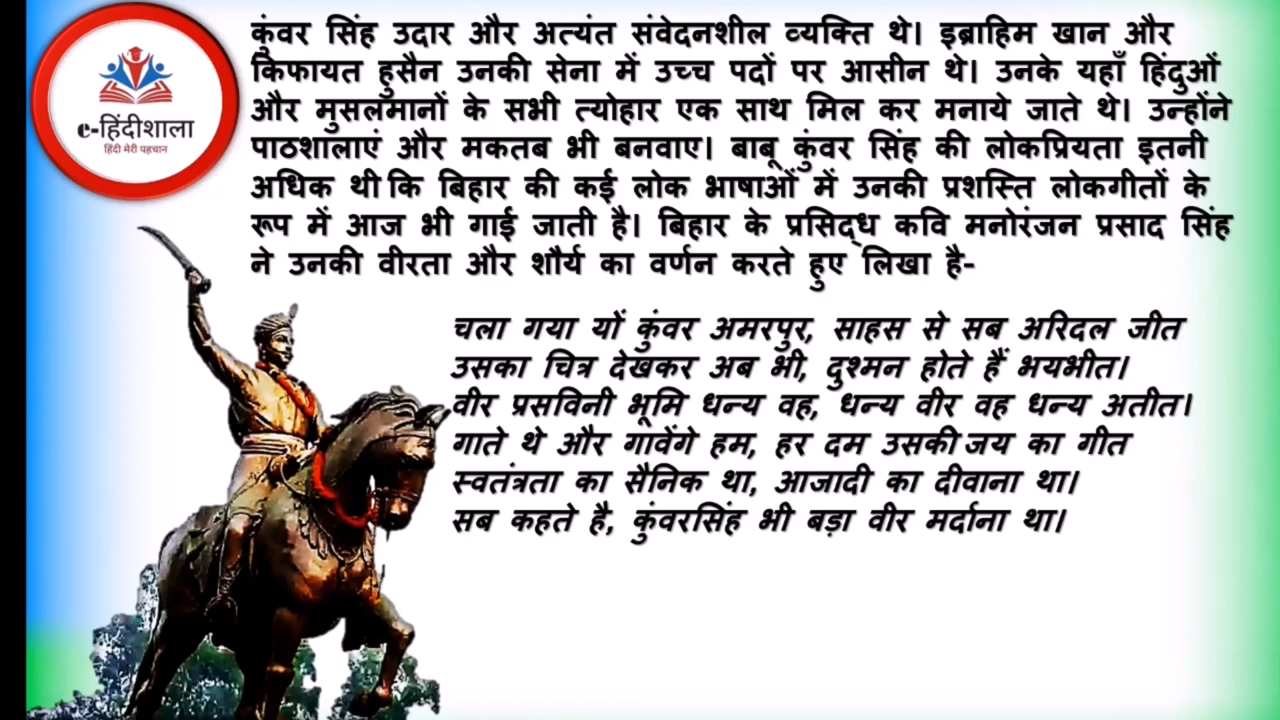 e-हिंदीशाला
हिंदी मेरी पहचान
कुंवर सिंह उदार और अत्यंत संवेदनशील व्यक्ति थे। इब्राहिम खान और
किफायत हुसैन उनकी सेना में उच्च पदों पर आसीन थे। उनके यहाँ हिंदुओं
और मुसलमानों के सभी त्योहार एक साथ मिल कर मनाये जाते थे। उन्होंने
पाठशालाएं और मकतब भी बनवाए। बाबू कुंवर सिंह की लोकप्रियता इतनी
अधिक थी कि बिहार की कई लोक भाषाओं में उनकी प्रशस्ति लोकगीतों के
रूप में आज भी गाई जाती है। बिहार के प्रसिद्ध कवि मनोरंजन प्रसाद सिंह
ने उनकी वीरता और शौर्य का वर्णन करते हुए लिखा है-
चला गया यों कुंवर अमरपुर, साहस से सब अरिदल जीत
उसका चित्र देखकर अब भी, दुश्मन होते हैं भयभीत।
वीर प्रसविनी भूमि धन्य वह, धन्य वीर वह धन्य अतीत।
गाते थे और गावेंगे हम, हर दम उसकी जय का गीत
स्वतंत्रता का सैनिक था, आजादी का दीवाना था।
सब कहते है, कुंवरसिंह भी बड़ा वीर मर्दाना था।